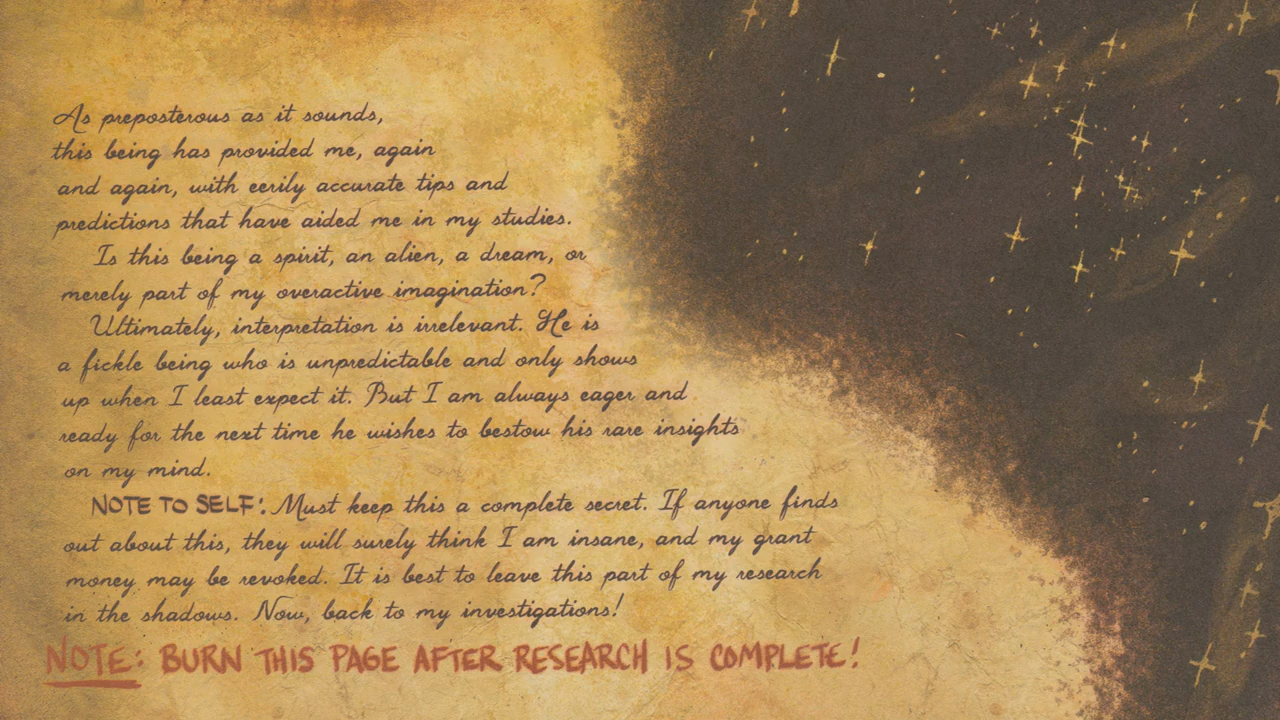 As preposterous as it sounds,
this being has provided me, again
and again, with eerily accurate tips and
predictions that have aided me in my studies.
Is this being a spirit, an alien, a dream, or
merely part of my overactive imagination?
Ultimately, interpretation is irrelevant. He is
a fickle being who is unpredictable and only shows
up when I least expect it. But I am always eager and
ready for the next time he wishes to bestow his rare insights
on my mind.
NOTE TO SELF: Must keep this a complete secret. If anyone finds
out about this, they will surely think I am insane, and my grant
money may be revoked. It is best to leave this part of my research
in the shadows. Now, back to my investigations!
NOTE: BURN THIS PAGE AFTER RESEARCH IS COMPLETE!